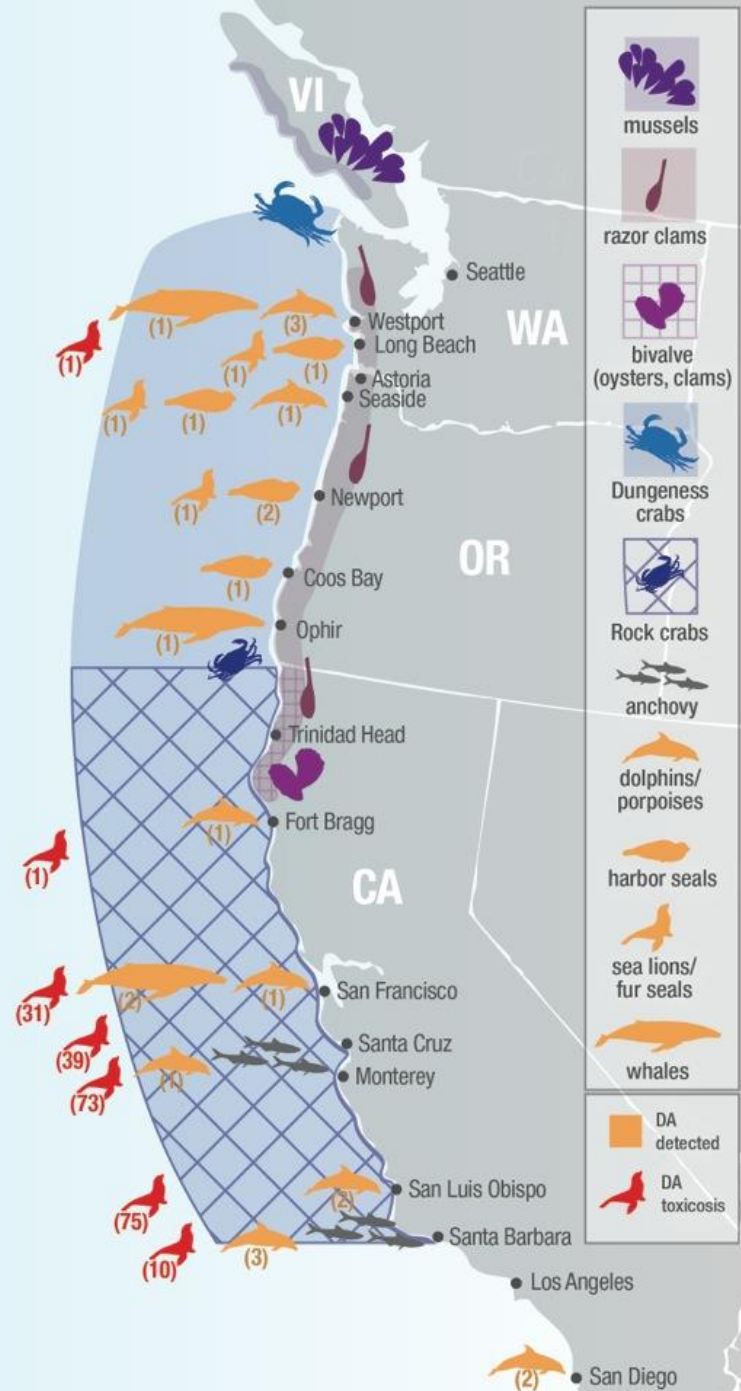 VI
Seattle
WA
(1)
(3)
Westport
(1)
Long Beach
(1)
(1)
Astoria
(1)
(1)
(1)
Seaside
(1)
(2)
Newport
OR
(1)
Coos Bay
(1)
Ophir
Trinidad Head
(1)
Fort Bragg
(1)
CA
(31)
(2)
(1)
San Francisco
(39)
Santa Cruz
(73)
(1)
Monterey
(75)
(2)
San Luis Obispo
(10)
(3)
Santa Barbara
Los Angeles
(2)
San Diego
mussels
razor clams
bivalve
(oysters, clams)
Dungeness
crabs
Rock crabs
anchovy
dolphins/
porpoises
harbor seals
sea lions/
fur seals
whales
DA
detected
DA
toxicosis